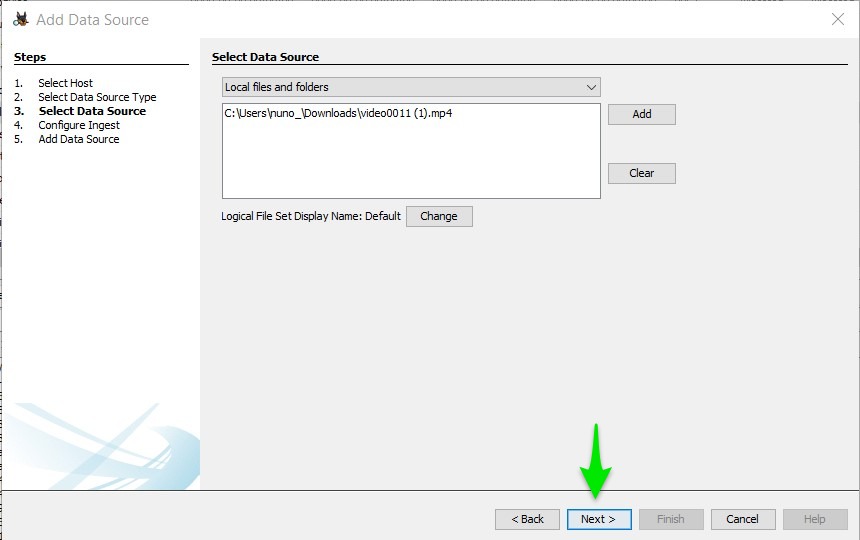 Add Data Source
Steps
1. Select Host
2. Select Data Source Type
3. Select Data Source
4. Configure Ingest
5. Add Data Source
Select Data Source
Local files and folders
C:\Users\nuno_\Downloads\video0011 (1).mp4
Add
Clear
Logical File Set Display Name: Default Change
< Back Next > Finish Cancel Help